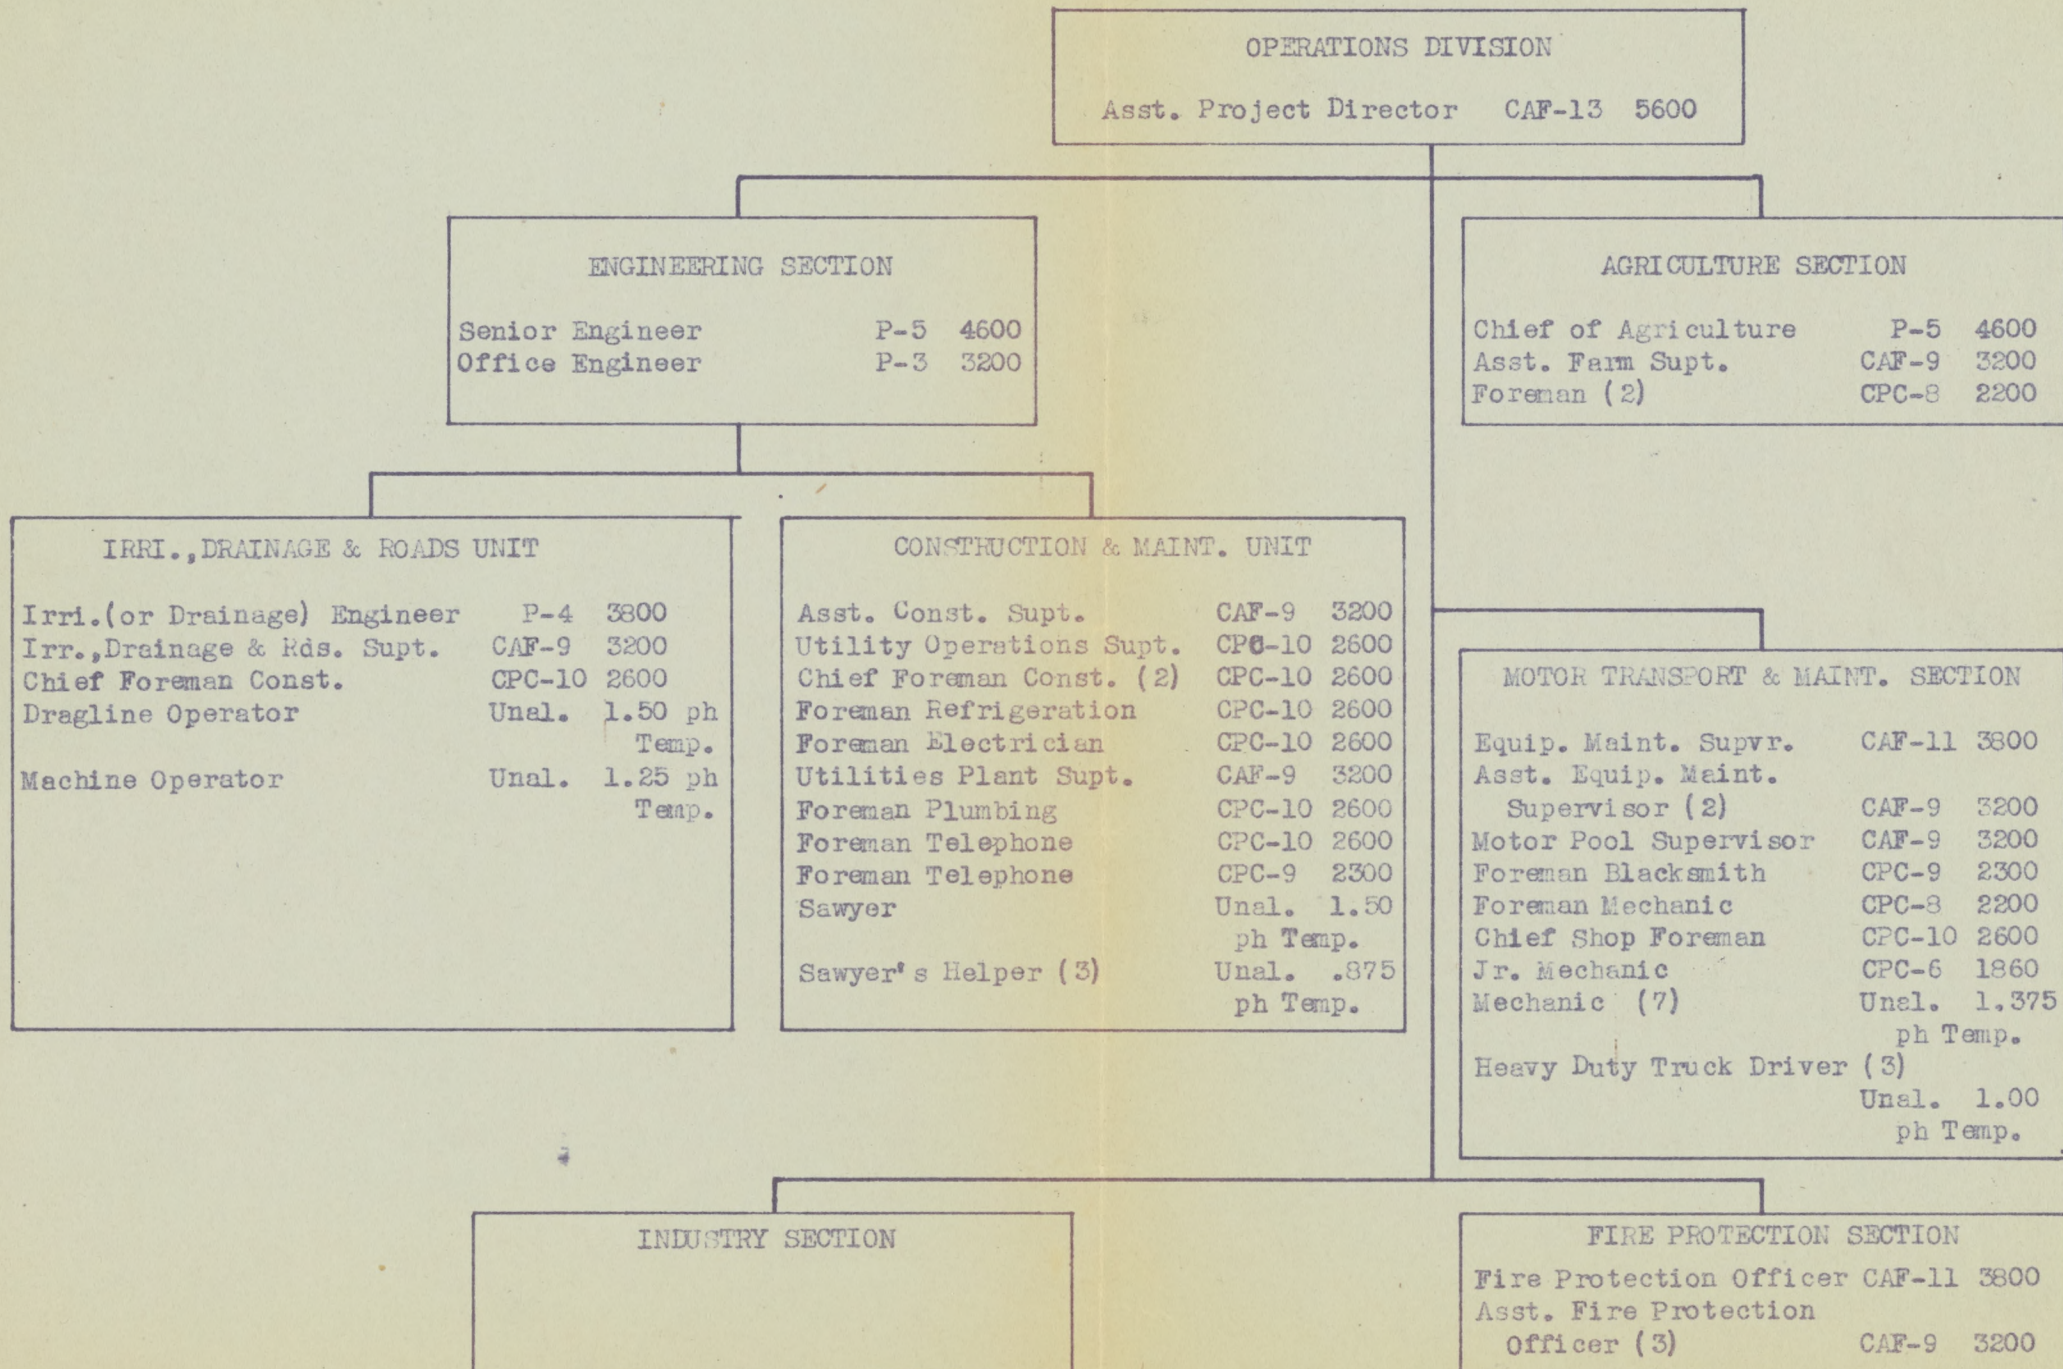 OPERATIONS DIVISION
Asst. Project Director CAF-13 5600
ENGINEERING SECTION
Senior Engineer P-5 4600
Office Engineer P-3 3200
AGRICULTURE SECTION
Chief of Agriculture P-5 4600
Asst. Farm Supt. CAF-9 3200
Foreman (2) CPC-8 2200
IRRI.,DRAINAGE & ROADS UNIT
Irri.(or Drainage) Engineer P-4 3800
Irr.,Drainage & Rds. Supt. CAF-9 3200
Chief Foreman Const. CPC-10 2600
Dragline Operator Unal. 1.50 ph
Temp.
Machine Operator Unal. 1.25 ph
Temp.
CONSTRUCTION & MAINT. UNIT
Asst. Const. Supt. CAF-9 3200
Utility Operations Supt. CPC-10 2600
Chief Foreman Const. (2) CPC-10 2600
Foreman Refrigeration CPC-10 2600
Foreman Electrician CPC-10 2600
Utilities Plant Supt. CAF-9 3200
Foreman Plumbing CPC-10 2600
Foreman Telephone CPC-10 2600
Foreman Telephone CPC-9 2300
Sawyer Unal. 1.50
ph Temp.
Sawyer's Helper (3) Unal. .875
ph Temp.
MOTOR TRANSPORT & MAINT. SECTION
Equip. Maint. Supvr. CAF-11 3800
Asst. Equip. Maint.
Supervisor (2) CAF-9 3200
Motor Pool Supervisor CAF-9 3200
Foreman Blacksmith CPC-9 2300
Foreman Mechanic CPC-8 2200
Chief Shop Foreman CPC-10 2600
Jr. Mechanic CPC-6 1860
Mechanic (7) Unal. 1.375
ph Temp.
Heavy Duty Truck Driver (3)
Unal. 1.00
ph Temp.
INDUSTRY SECTION
FIRE PROTECTION SECTION
Fire Protection Officer CAF-11 3800
Asst. Fire Protection
Officer (3) CAF-9 3200